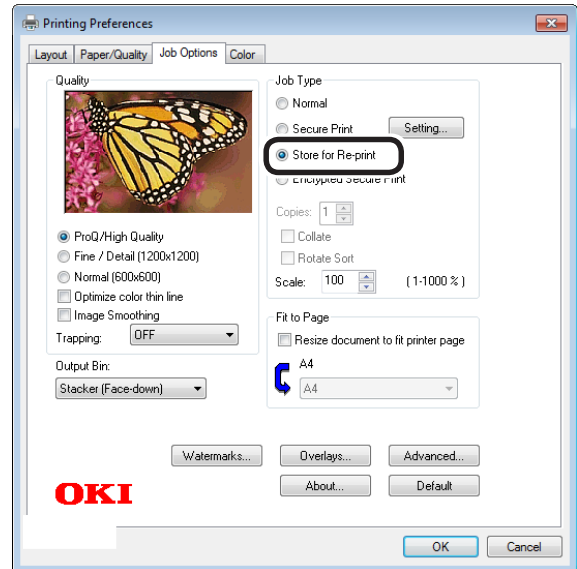 Printing Preferences
Layout Paper/Quality Job Options Color
Quality
ProQ/High Quality
Fine / Detail (1200x1200)
Normal (600x600)
Optimize color thin line
Image Smoothing
Trapping: OFF
Output Bin:
Stacker (Face-down)
Job Type
Normal
Secure Print Setting...
Store for Re-print
Encrypted Secure Print
Copies: 1
Collate
Rotate Sort
Scale: 100 (1-1000 %)
Fit to Page
Resize document to fit printer page
A4
A4
Watermarks... Overlays... Advanced...
About... Default
OKI
OK Cancel